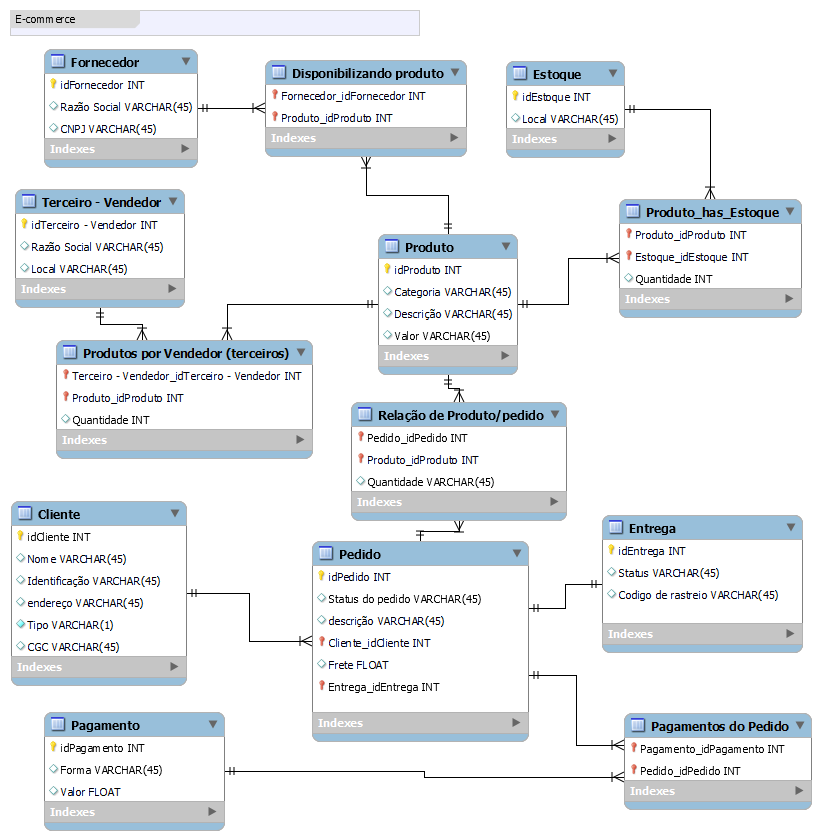 E-commerce
Fornecedor
idFornecedor INT
Razão Social VARCHAR(45)
CNPJ VARCHAR(45)
Indexes
Disponibilizando produto
Fornecedor_idFornecedor INT
Produto_idProduto INT
Indexes
Estoque
idEstoque INT
Local VARCHAR(45)
Indexes
Terceiro - Vendedor
idTerceiro - Vendedor INT
Razão Social VARCHAR(45)
Local VARCHAR(45)
Indexes
Produto
idProduto INT
Categoria VARCHAR(45)
Descrição VARCHAR(45)
Valor VARCHAR(45)
Indexes
Produto_has_Estoque
Produto_idProduto INT
Estoque_idEstoque INT
Quantidade INT
Indexes
Produtos por Vendedor (terceiros)
Terceiro - Vendedor_idTerceiro - Vendedor INT
Produto_idProduto INT
Quantidade INT
Indexes
Relação de Produto/pedido
Pedido_idPedido INT
Produto_idProduto INT
Quantidade VARCHAR(45)
Indexes
Cliente
idCliente INT
Nome VARCHAR(45)
Identificação VARCHAR(45)
endereço VARCHAR(45)
Tipo VARCHAR(1)
CGC VARCHAR(45)
Indexes
Pedido
idPedido INT
Status do pedido VARCHAR(45)
descrição VARCHAR(45)
Cliente_idCliente INT
Frete FLOAT
Entrega_idEntrega INT
Indexes
Entrega
idEntrega INT
Status VARCHAR(45)
Codigo de rastreio VARCHAR(45)
Indexes
Pagamento
idPagamento INT
Forma VARCHAR(45)
Valor FLOAT
Indexes
Pagamentos do Pedido
Pagamento_idPagamento INT
Pedido_idPedido INT
Indexes